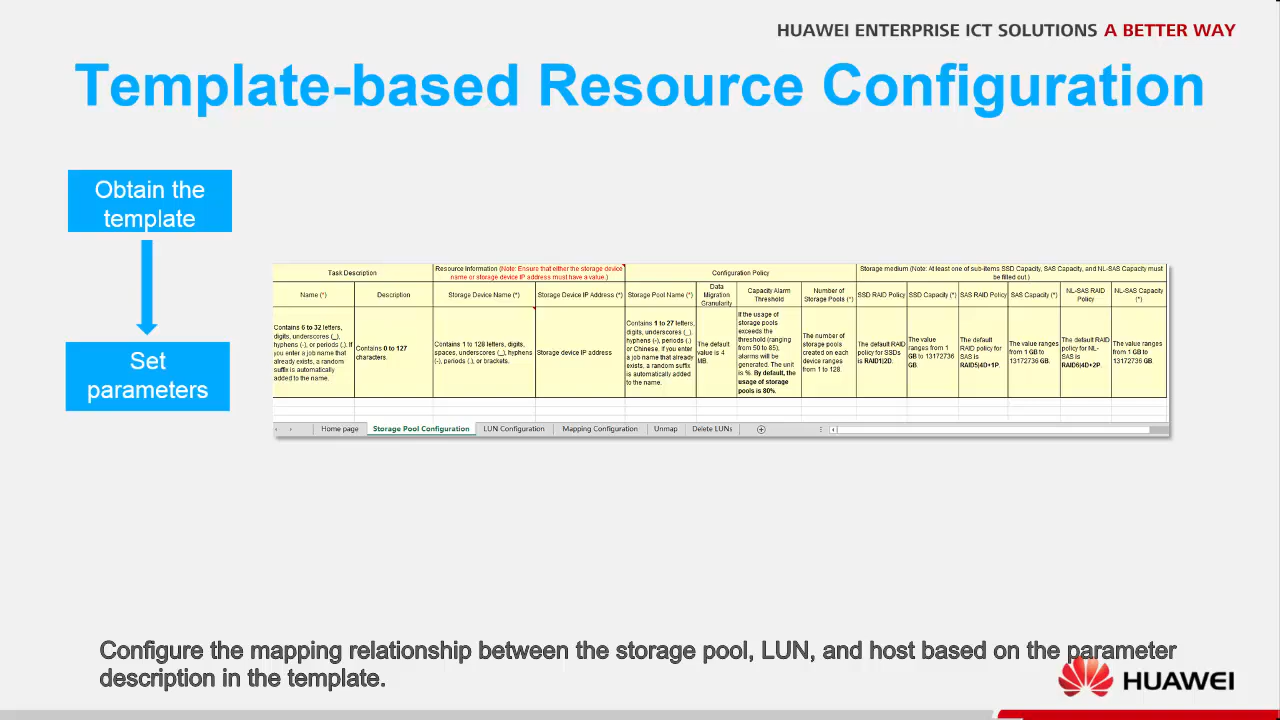 HUAWEI ENTERPRISE ICT SOLUTIONS A BETTER WAY
Template-based Resource Configuration
Obtain the
template
Set
parameters
Task Description
Resource Information (Note: Ensure that either the storage device
name or storage device IP address must have a value.)
Configuration Policy
Storage medium (Note: At least one of sub-items SSD Capacity, SAS Capacity, and NL-SAS Capacity must
be filled out.)
Name (*)
Description
Storage Device Name (*)
Storage Device IP Address (*)
Storage Pool Name (*)
Data
Migration
Granularity
Capacity Alarm
Threshold
Number of
Storage Pools (*)
SSD RAID Policy
SSD Capacity (*)
SAS RAID Policy
SAS Capacity (*)
NL-SAS RAID
Policy
NL-SAS Capacity
(*)
Contains 6 to 32 letters,
digits, underscores (_),
hyphens (-), or periods (.). If
you enter a job name that
already exists, a random
suffix is automatically
added to the name.
Contains 0 to 127
characters.
Contains 1 to 128 letters, digits,
spaces, underscores (_), hyphens
(-), periods (.), or brackets.
Storage device IP address
Contains 1 to 27 letters,
digits, underscores (_),
hyphens (-), periods (.)
or Chinese. If you enter
a job name that already
exists, a random suffix
is automatically added
to the name.
The default
value is 4
MB.
If the usage of
storage pools
exceeds the
threshold (ranging
from 50 to 85),
alarms will be
generated. The unit
is %. By default, the
usage of storage
pools is 80%.
The number of
storage pools
created on each
device ranges
from 1 to 128.
The default RAID
policy for SSDs
is RAID1|2D.
The value
ranges from 1
GB to 13172736
GB.
The default
RAID policy for
SAS is
RAID5|4D+1P.
The value ranges
from 1 GB to
13172736 GB.
The default RAID
policy for NL-
SAS is
RAID6|4D+2P.
The value ranges
from 1 GB to
13172736 GB.
Home page
Storage Pool Configuration
LUN Configuration
Mapping Configuration
Unmap
Delete LUNs
Configure the mapping relationship between the storage pool, LUN, and host based on the parameter
description in the template.
HUAWEI